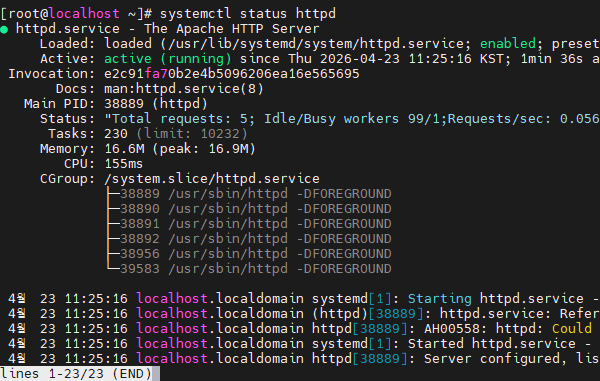 [root@localhost ~]# systemctl status httpd
● httpd.service - The Apache HTTP Server
     Loaded: loaded (/usr/lib/systemd/system/httpd.service; enabled; preset
     Active: active (running) since Thu 2026-04-23 11:25:16 KST; 1min 36s a
 Invocation: e2c91fa70b2e4b5096206ea16e565695
       Docs: man:httpd.service(8)
   Main PID: 38889 (httpd)
     Status: "Total requests: 5; Idle/Busy workers 99/1;Requests/sec: 0.056
      Tasks: 230 (limit: 10232)
     Memory: 16.6M (peak: 16.9M)
        CPU: 155ms
     CGroup: /system.slice/httpd.service
             ├─38889 /usr/sbin/httpd -DFOREGROUND
             ├─38890 /usr/sbin/httpd -DFOREGROUND
             ├─38891 /usr/sbin/httpd -DFOREGROUND
             ├─38892 /usr/sbin/httpd -DFOREGROUND
             ├─38956 /usr/sbin/httpd -DFOREGROUND
             └─39583 /usr/sbin/httpd -DFOREGROUND
 4월  23 11:25:16 localhost.localdomain systemd[1]: Starting httpd.service -
 4월  23 11:25:16 localhost.localdomain (httpd)[38889]: httpd.service: Refer
 4월  23 11:25:16 localhost.localdomain httpd[38889]: AH00558: httpd: Could
 4월  23 11:25:16 localhost.localdomain systemd[1]: Started httpd.service -
 4월  23 11:25:16 localhost.localdomain httpd[38889]: Server configured, lis
lines 1-23/23 (END)